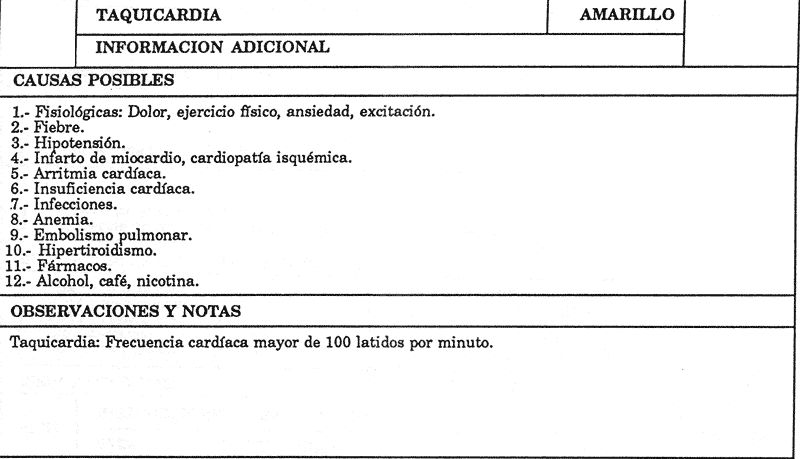 TAQUICARDIA AMARILLO
INFORMACION ADICIONAL
CAUSAS POSIBLES
1.- Fisiológicas: Dolor, ejercicio físico, ansiedad, excitación.
2.- Fiebre.
3.- Hipotensión.
4.- Infarto de miocardio, cardiopatía isquémica.
5.- Arritmia cardíaca.
6.- Insuficiencia cardíaca.
7.- Infecciones.
8.- Anemia.
9.- Embolismo pulmonar.
10.- Hipertiroidismo.
11.- Fármacos.
12.- Alcohol, café, nicotina.
OBSERVACIONES Y NOTAS
Taquicardia: Frecuencia cardíaca mayor de 100 latidos por minuto.